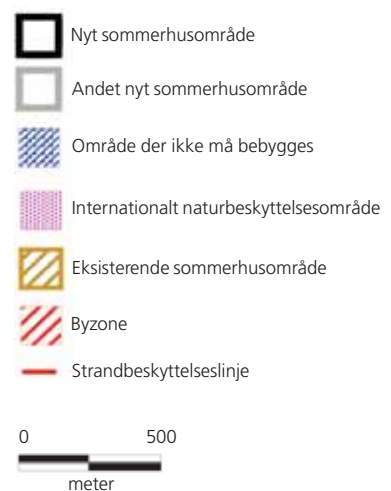 Nyt sommerhusområde
Andet nyt sommerhusområde
Område der ikke må bebygges
Internationalt naturbeskyttelsesområde
Eksisterende sommerhusområde
Byzone
Strandbeskyttelseslinje
0 500
meter